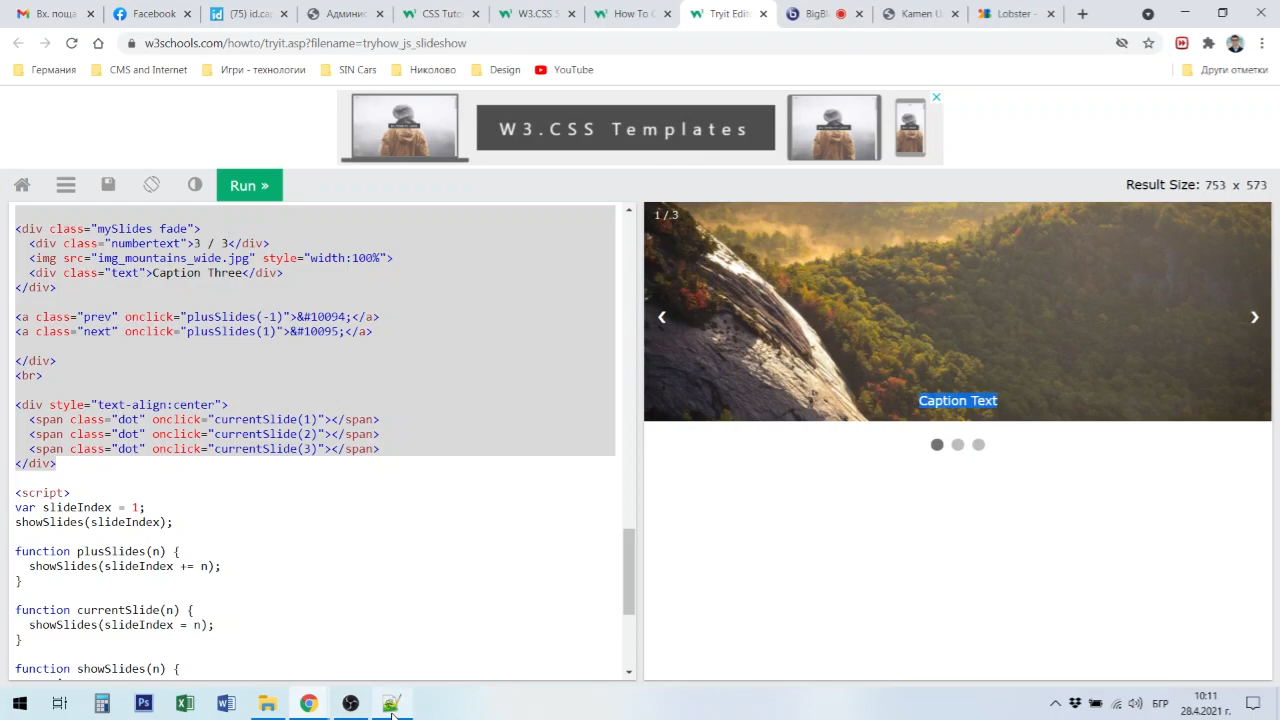 Вх. поща
Facebook
(75) id.cap
Админис
CSS Tutor
W3.CSS S
How To C
Tryit Edito
BigBl
Kamen U
Lobster -
w3schools.com/howto/tryit.asp?filename=tryhow_js_slideshow
Германия
CMS and Internet
Игри - технологии
SIN Cars
Николово
Design
YouTube
Други отметки
W3.CSS Templates
Run »
Result Size: 753 x 573
<div class="mySlides fade">
<div class="numbertext">3 / 3</div>
<img src="img_mountains_wide.jpg" style="width:100%">
<div class="text">Caption Three</div>
</div>
<a class="prev" onclick="plusSlides(-1)">&#10094;</a>
<a class="next" onclick="plusSlides(1)">&#10095;</a>
</div>
<br>
<div style="text-align:center">
<span class="dot" onclick="currentSlide(1)"></span>
<span class="dot" onclick="currentSlide(2)"></span>
<span class="dot" onclick="currentSlide(3)"></span>
</div>
<script>
var slideIndex = 1;
showSlides(slideIndex);
function plusSlides(n) {
showSlides(slideIndex += n);
}
function currentSlide(n) {
showSlides(slideIndex = n);
}
function showSlides(n) {
1 / 3
❮
❯
Caption Text
Ps
БГР
10:11
28.4.2021 г.